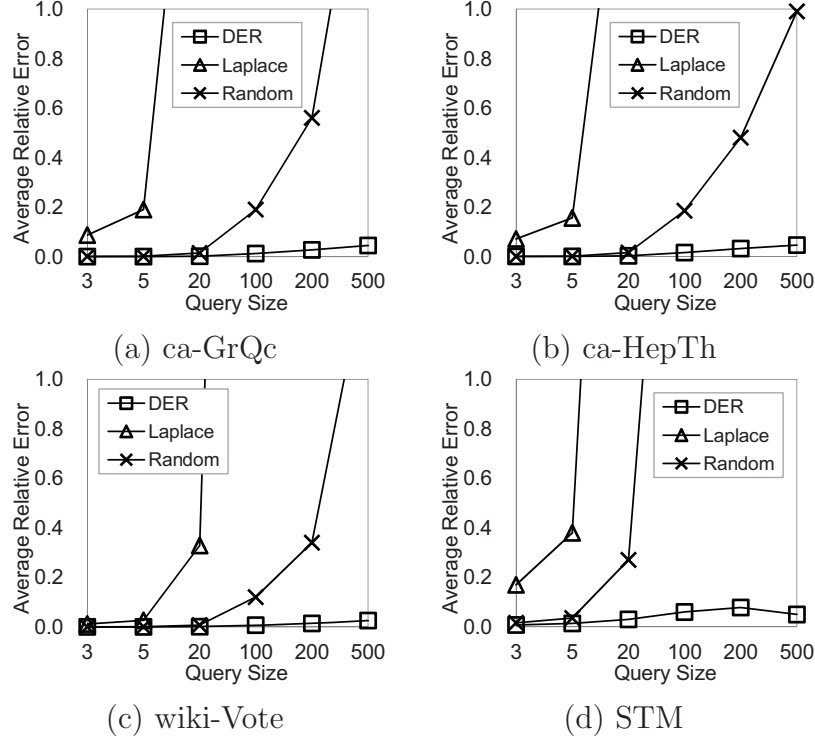 Average Relative Error
1.0
0.8
0.6
0.4
0.2
0.0
DER
Laplace
Random
3 5 20 100 200 500
Query Size
(a) ca-GrQc
Average Relative Error
1.0
0.8
0.6
0.4
0.2
0.0
DER
Laplace
Random
3 5 20 100 200 500
Query Size
(b) ca-HepTh
Average Relative Error
1.0
0.8
0.6
0.4
0.2
0.0
DER
Laplace
Random
3 5 20 100 200 500
Query Size
(c) wiki-Vote
Average Relative Error
1.0
0.8
0.6
0.4
0.2
0.0
DER
Laplace
Random
3 5 20 100 200 500
Query Size
(d) STM